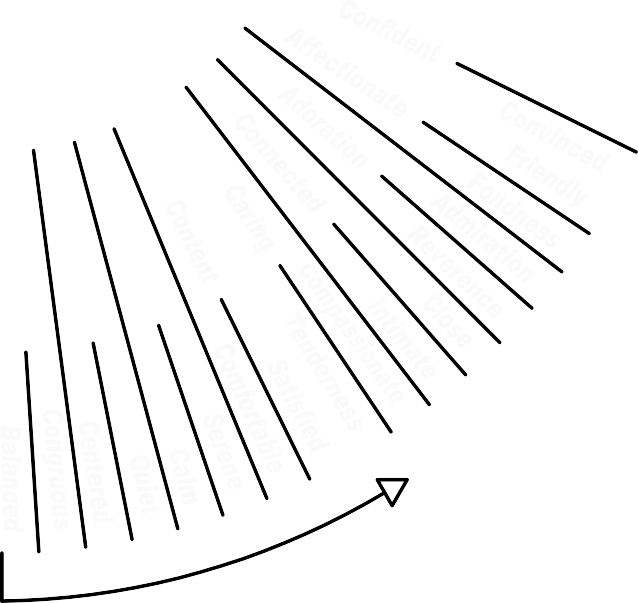 Confident
Affectionate
Adoration
Connected
Caring
Content
Convinced
Friendly
Fondness
Admiration
Reverence
Close
Intimate
Compassionate
Tenderness
Satisfied
Comfortable
Serene
Calm
Quiet
Centered
Congruous
Balanced